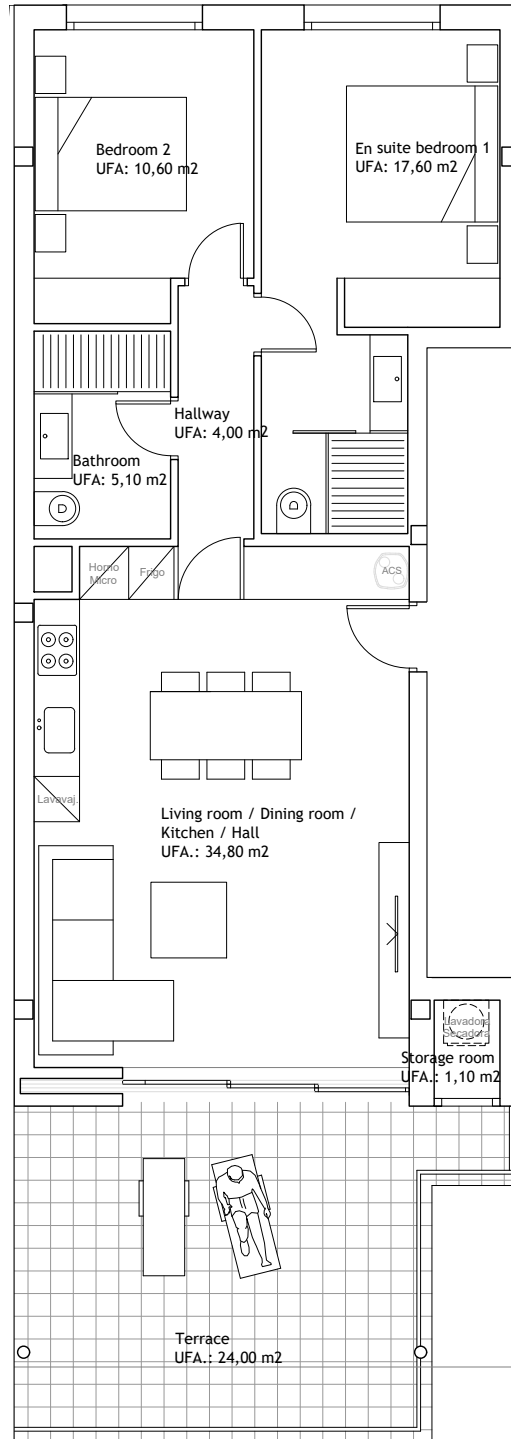 Bedroom 2
UFA: 10,60 m2
En suite bedroom 1
UFA: 17,60 m2
Hallway
UFA: 4,00 m2
Bathroom
UFA: 5,10 m2
Horno
Micro
Frigo
ACS
Lavavaj.
Living room / Dining room /
Kitchen / Hall
UFA.: 34,80 m2
Lavadora
Secadora
Storage room
UFA.: 1,10 m2
Terrace
UFA.: 24,00 m2